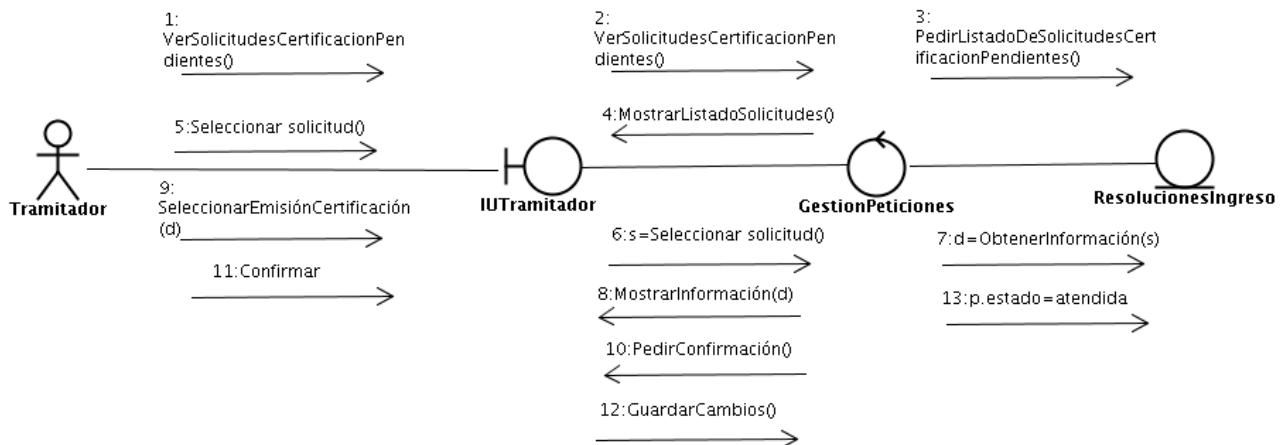 1:
VerSolicitudesCertificacionPen
dientes()
2:
VerSolicitudesCertificacionPen
dientes()
3:
PedirListadoDeSolicitudesCert
ificacionPendientes()
5:Seleccionar solicitud()
4:MostrarListadoSolicitudes()
9:
SeleccionarEmisiónCertificación
(d)
11:Confirmar
Tramitador
IUTramitador
GestionPeticiones
ResolucionesIngreso
6:s=Seleccionar solicitud()
7:d=ObtenerInformación(s)
8:MostrarInformación(d)
13:p.estado=atendida
10:PedirConfirmación()
12:GuardarCambios()